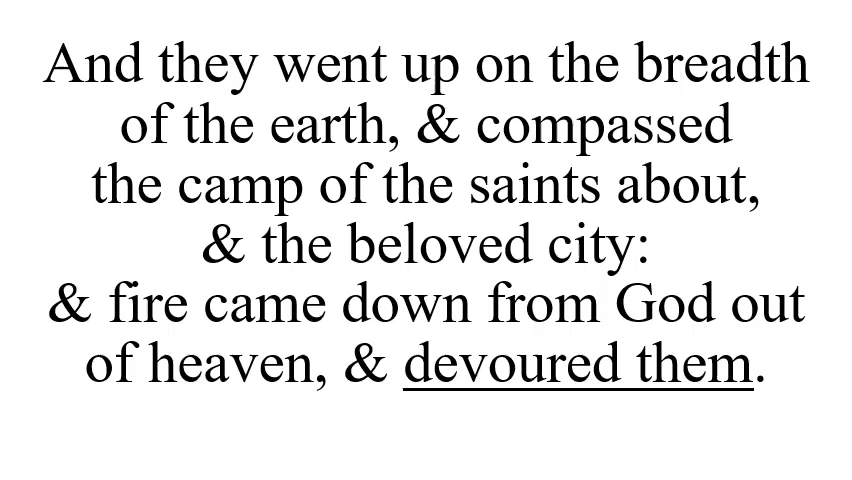 And they went up on the breadth
of the earth, & compassed
the camp of the saints about,
& the beloved city:
& fire came down from God out
of heaven, & devoured them.